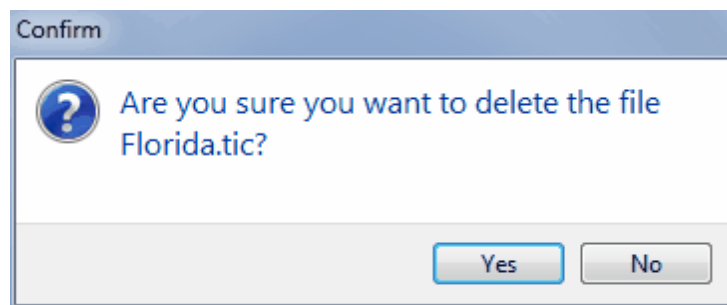 Confirm
Are you sure you want to delete the file
Florida.tic?
Yes No